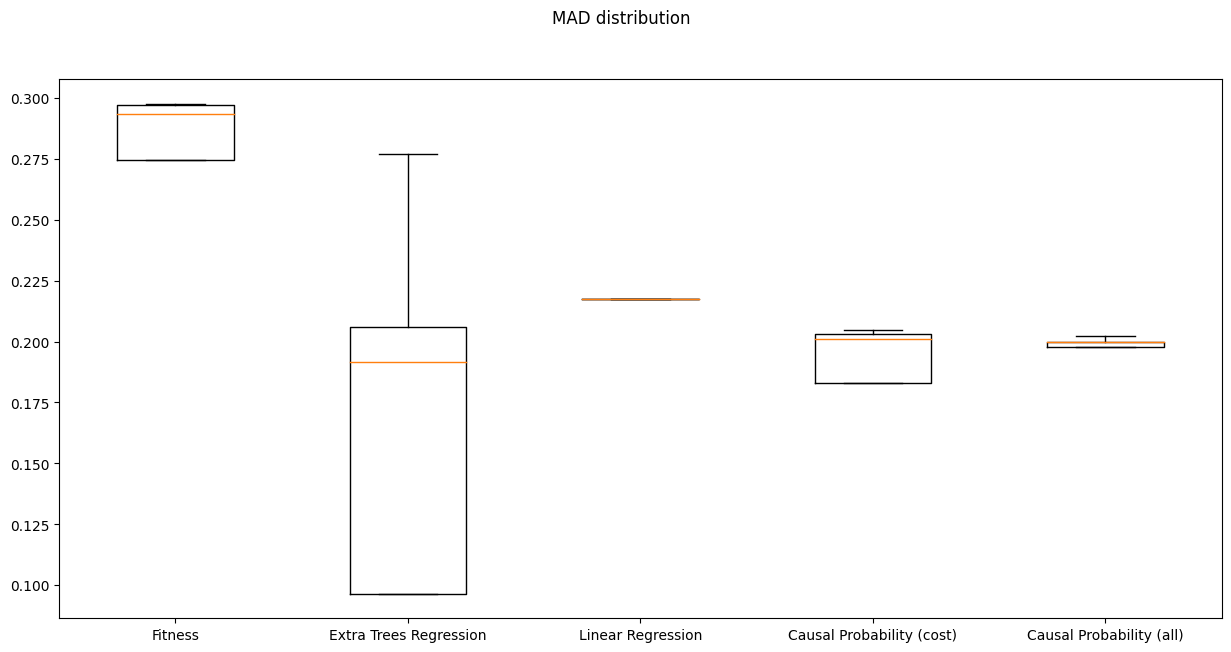 MAD distribution
0.300
0.275
0.250
0.225
0.200
0.175
0.150
0.125
0.100
Fitness
Extra Trees Regression
Linear Regression
Causal Probability (cost)
Causal Probability (all)